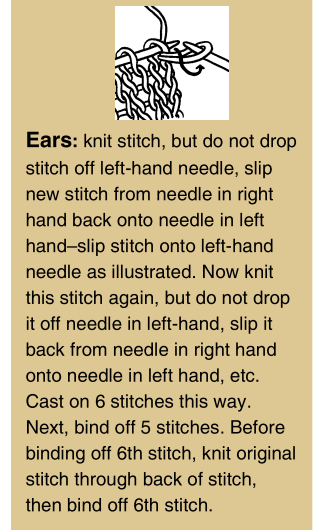 Ears: knit stitch, but do not drop
stitch off left-hand needle, slip
new stitch from needle in right
hand back onto needle in left
hand–slip stitch onto left-hand
needle as illustrated. Now knit
this stitch again, but do not drop
it off needle in left-hand, slip it
back from needle in right hand
onto needle in left hand, etc.
Cast on 6 stitches this way.
Next, bind off 5 stitches. Before
binding off 6th stitch, knit original
stitch through back of stitch,
then bind off 6th stitch.